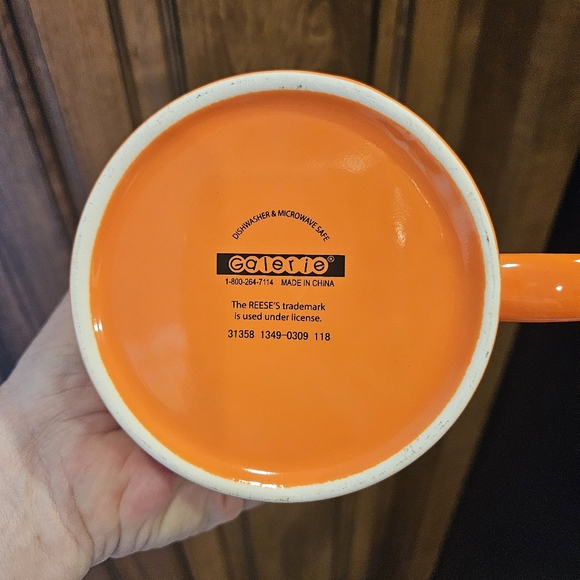 DISHWASHER & MICROWAVE SAFE
Galerie®
1-800-264-7114 MADE IN CHINA
The REESE'S trademark
is used under license.
31358 1349-0309 118